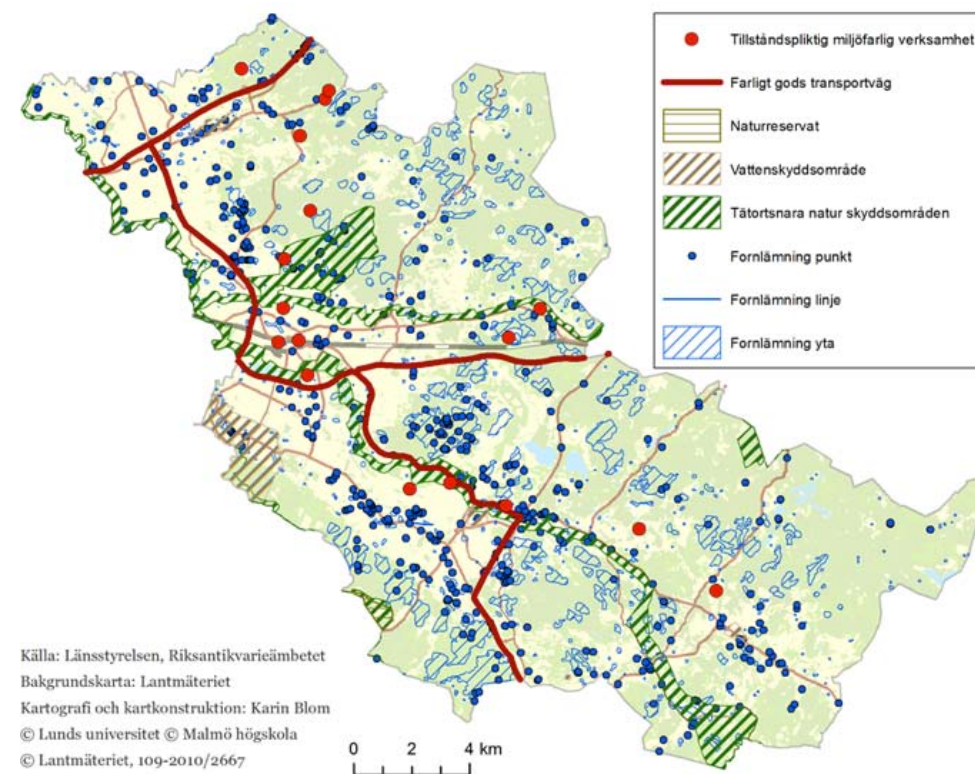 Tillståndspliktig miljöfarlig verksamhet
Farligt gods transportväg
Naturreservat
Vattenskyddsområde
Tätortsnara natur skyddsområden
Fornlämning punkt
Fornlämning linje
Fornlämning yta
Källa: Länsstyrelsen, Riksantikvarieämbetet
Bakgrundskarta: Lantmäteriet
Kartografi och kartkonstruktion: Karin Blom
© Lunds universitet © Malmö högskola
© Lantmäteriet, 109-2010/2667
0 2 4 km